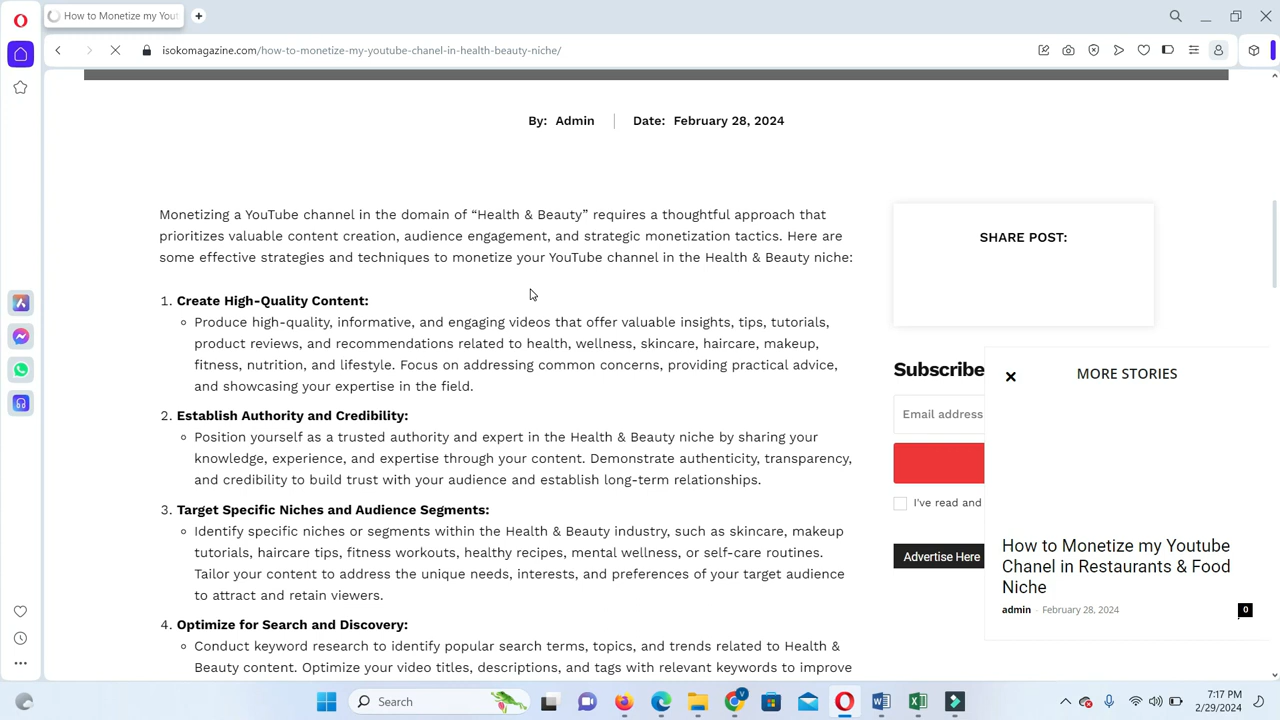 How to Monetize my Yout
isokomagazine.com/how-to-monetize-my-youtube-chanel-in-health-beauty-niche/
By: Admin
Date: February 28, 2024
Monetizing a YouTube channel in the domain of “Health & Beauty” requires a thoughtful approach that
prioritizes valuable content creation, audience engagement, and strategic monetization tactics. Here are
some effective strategies and techniques to monetize your YouTube channel in the Health & Beauty niche:
1. Create High-Quality Content:
Produce high-quality, informative, and engaging videos that offer valuable insights, tips, tutorials,
product reviews, and recommendations related to health, wellness, skincare, haircare, makeup,
fitness, nutrition, and lifestyle. Focus on addressing common concerns, providing practical advice,
and showcasing your expertise in the field.
2. Establish Authority and Credibility:
Position yourself as a trusted authority and expert in the Health & Beauty niche by sharing your
knowledge, experience, and expertise through your content. Demonstrate authenticity, transparency,
and credibility to build trust with your audience and establish long-term relationships.
3. Target Specific Niches and Audience Segments:
Identify specific niches or segments within the Health & Beauty industry, such as skincare, makeup
tutorials, haircare tips, fitness workouts, healthy recipes, mental wellness, or self-care routines.
Tailor your content to address the unique needs, interests, and preferences of your target audience
to attract and retain viewers.
4. Optimize for Search and Discovery:
Conduct keyword research to identify popular search terms, topics, and trends related to Health &
Beauty content. Optimize your video titles, descriptions, and tags with relevant keywords to improve
SHARE POST:
Subscribe
Email address
I've read and
Advertise Here
MORE STORIES
How to Monetize my Youtube
Chanel in Restaurants & Food
Niche
admin - February 28, 2024
0
Search
7:17 PM
2/29/2024